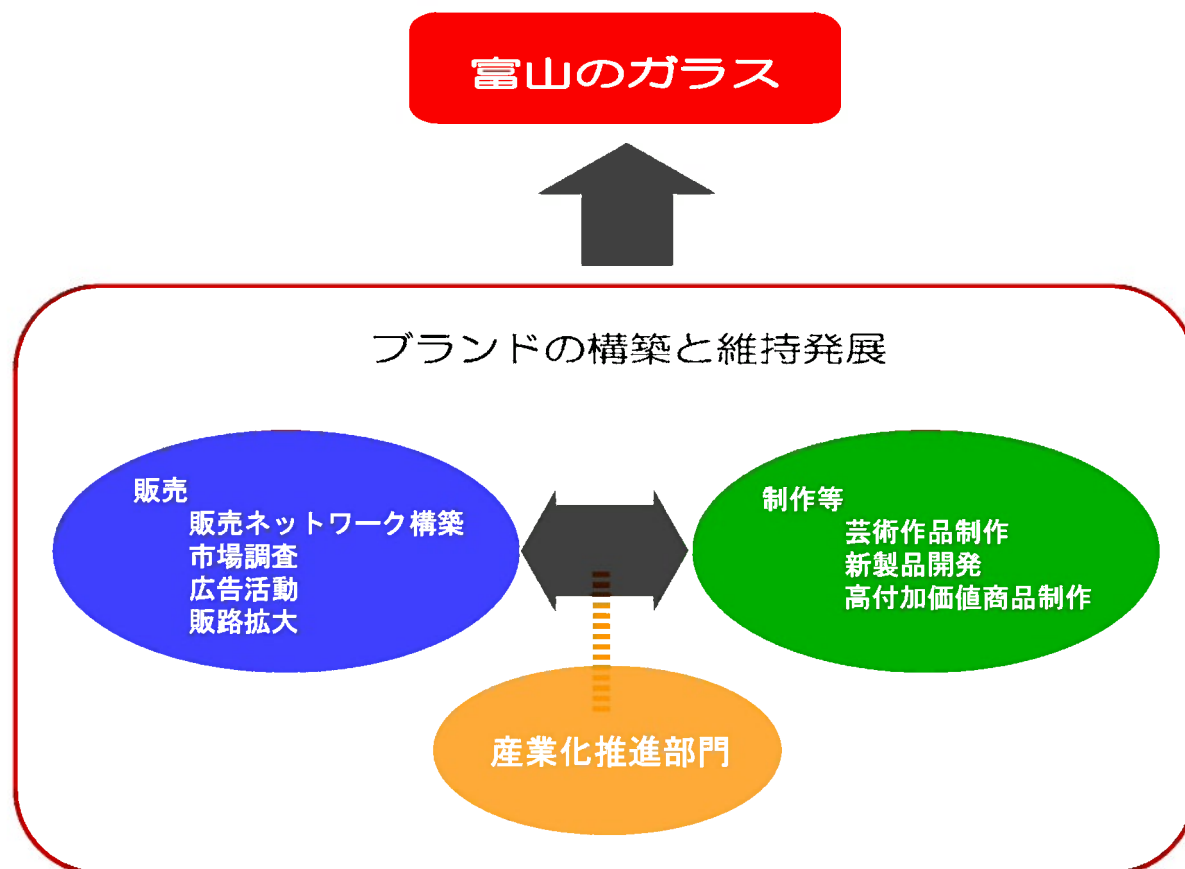 富山のガラス
ブランドの構築と維持発展
販売
販売ネットワーク構築
市場調査
広告活動
販路拡大
制作等
芸術作品制作
新製品開発
高付加価値商品制作
産業化推進部門